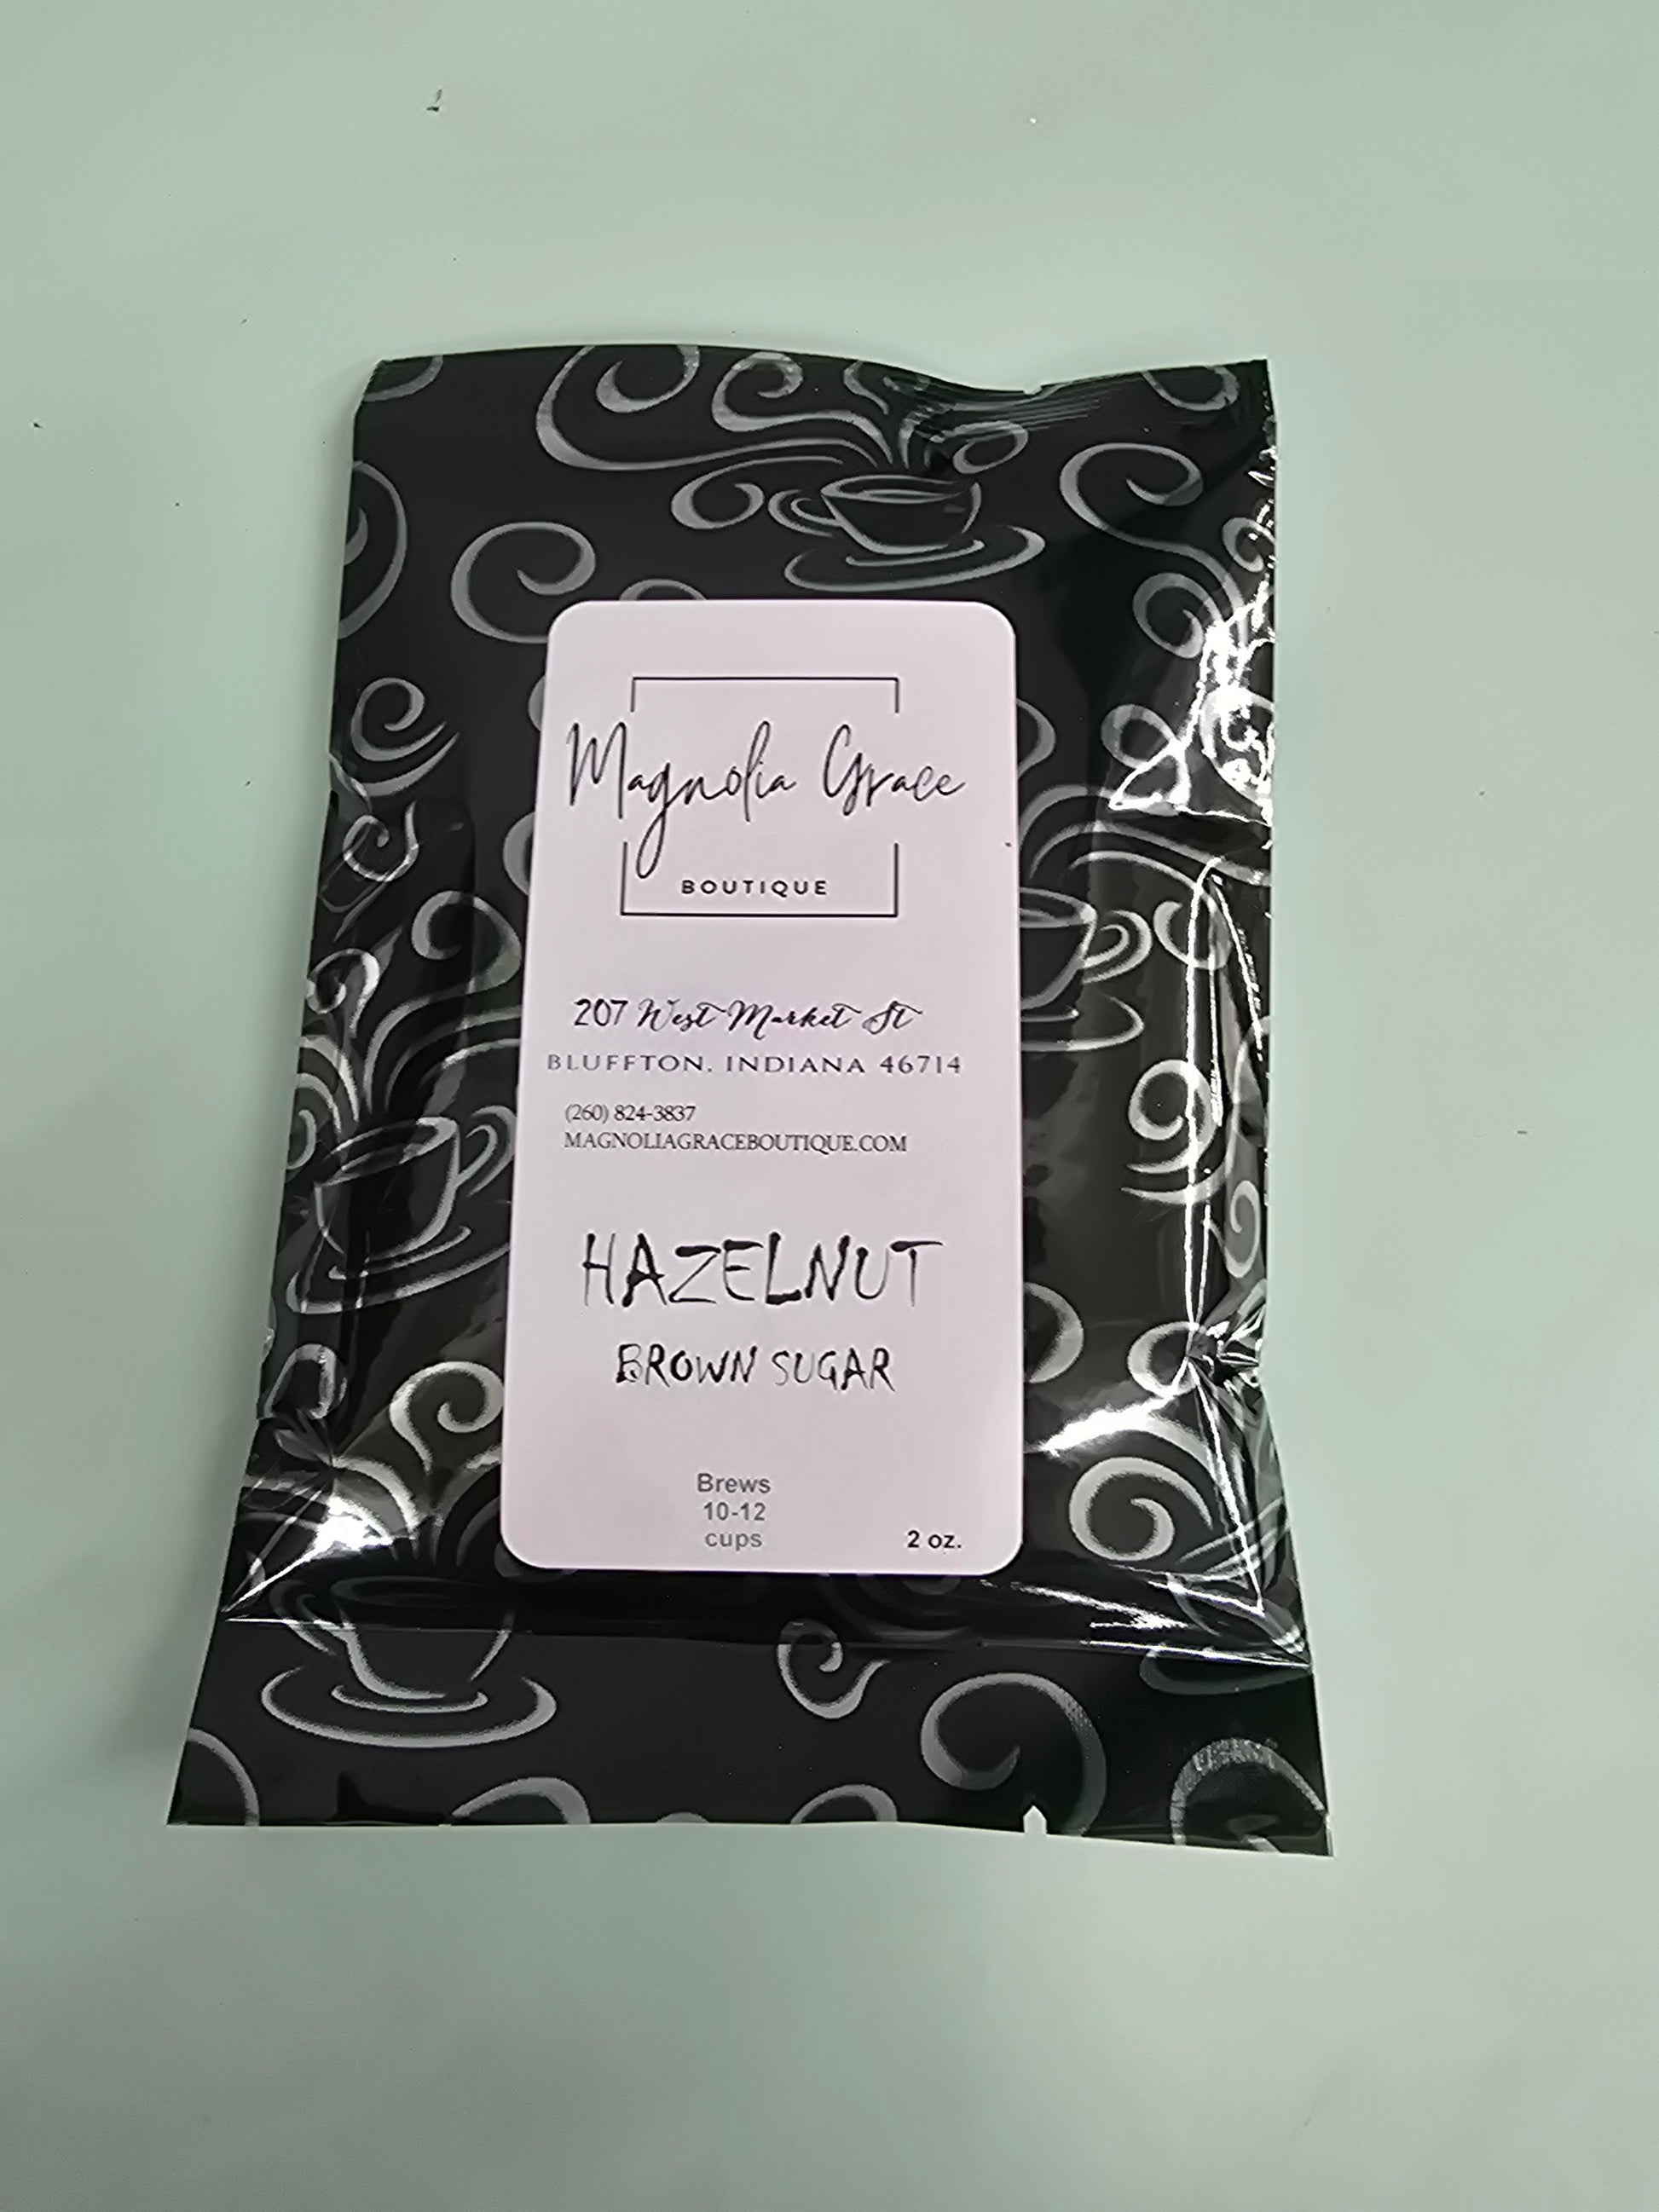 Magnolia Grace
BOUTIQUE
207 West Market St
BLUFFTON, INDIANA 46714
(260) 824-3837
MAGNOLIAGRACEBOUTIQUE.COM
HAZELNUT
BROWN SUGAR
Brews
10-12
cups
2 oz.